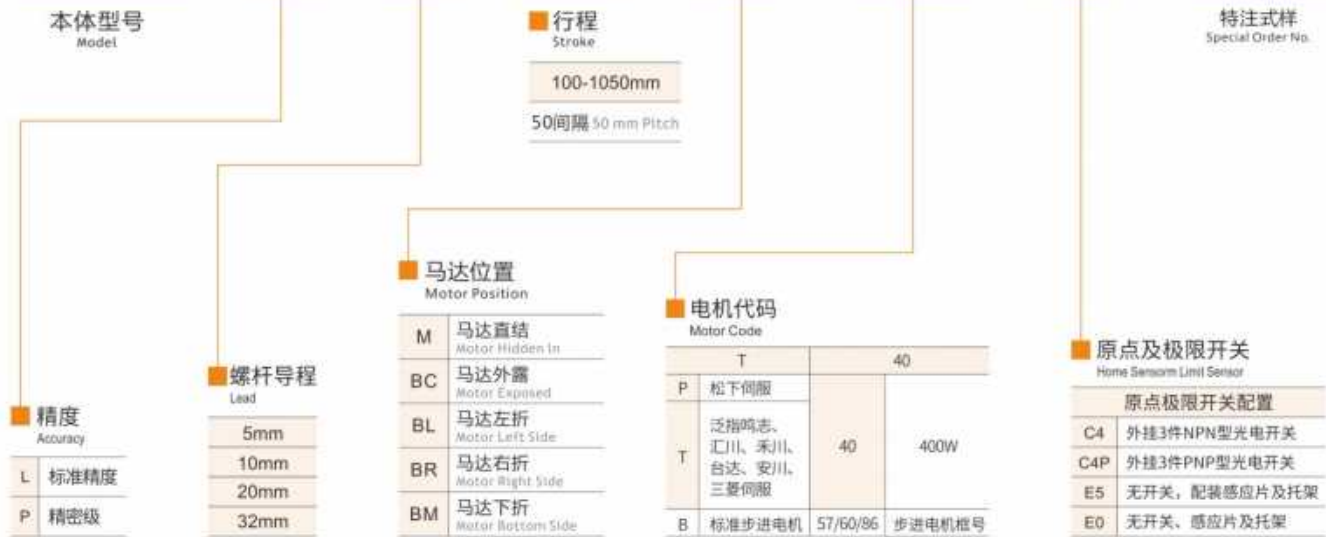 本体型号
Model
行程
Stroke
100-1050mm
50间隔 50 mm Pitch
特注式样
Special Order No.
精度
Accuracy
L 标准精度
P 精密级
螺杆导程
Lead
5mm
10mm
20mm
32mm
马达位置
Motor Position
M 马达直结
Motor Hidden In
BC 马达外露
Motor Exposed
BL 马达左折
Motor Left Side
BR 马达右折
Motor Right Side
BM 马达下折
Motor Bottom Side
电机代码
Motor Code
T 40
P 松下伺服
T 泛指鸣志、
汇川、禾川、
台达、安川、
三菱伺服
40 400W
B 标准步进电机 57/60/86 步进电机框号
原点及极限开关
Home Sensorm Limit Sensor
原点极限开关配置
C4 外挂3件NPN型光电开关
C4P 外挂3件PNP型光电开关
E5 无开关，配装感应片及托架
E0 无开关、感应片及托架